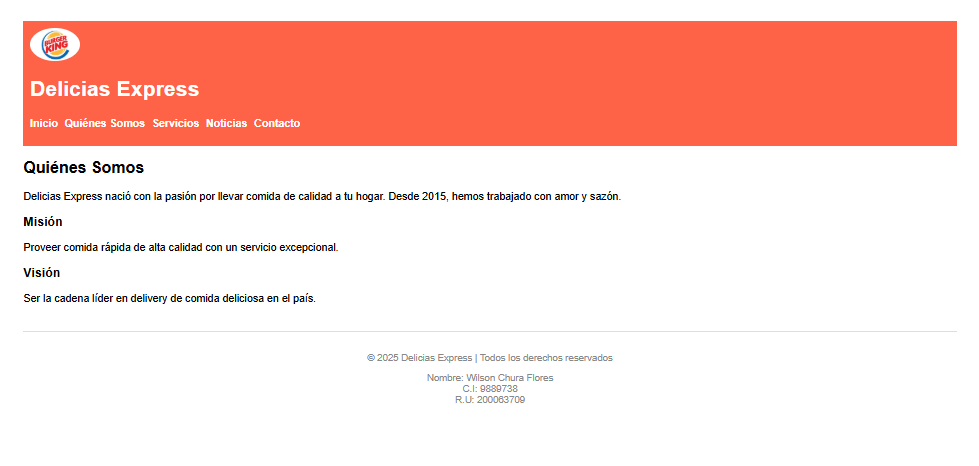 BURGER
KING
Delicias Express
Inicio Quiénes Somos Servicios Noticias Contacto
Quiénes Somos
Delicias Express nació con la pasión por llevar comida de calidad a tu hogar. Desde 2015, hemos trabajado con amor y sazón.
Misión
Proveer comida rápida de alta calidad con un servicio excepcional.
Visión
Ser la cadena líder en delivery de comida deliciosa en el país.
© 2025 Delicias Express | Todos los derechos reservados
Nombre: Wilson Chura Flores
C.I: 9889738
R.U: 200063709